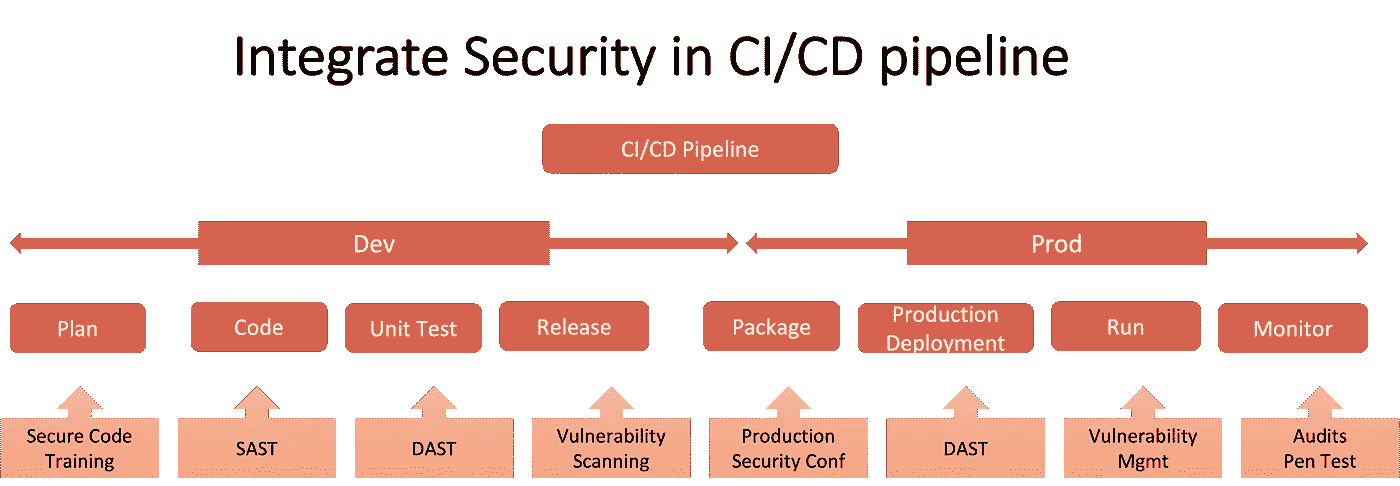 Integrate Security in CI/CD pipeline
CI/CD Pipeline
Dev
Prod
Plan
Code
Unit Test
Release
Package
Production
Deployment
Run
Monitor
Secure Code
Training
SAST
DAST
Vulnerability
Scanning
Production
Security Conf
DAST
Vulnerability
Mgmt
Audits
Pen Test